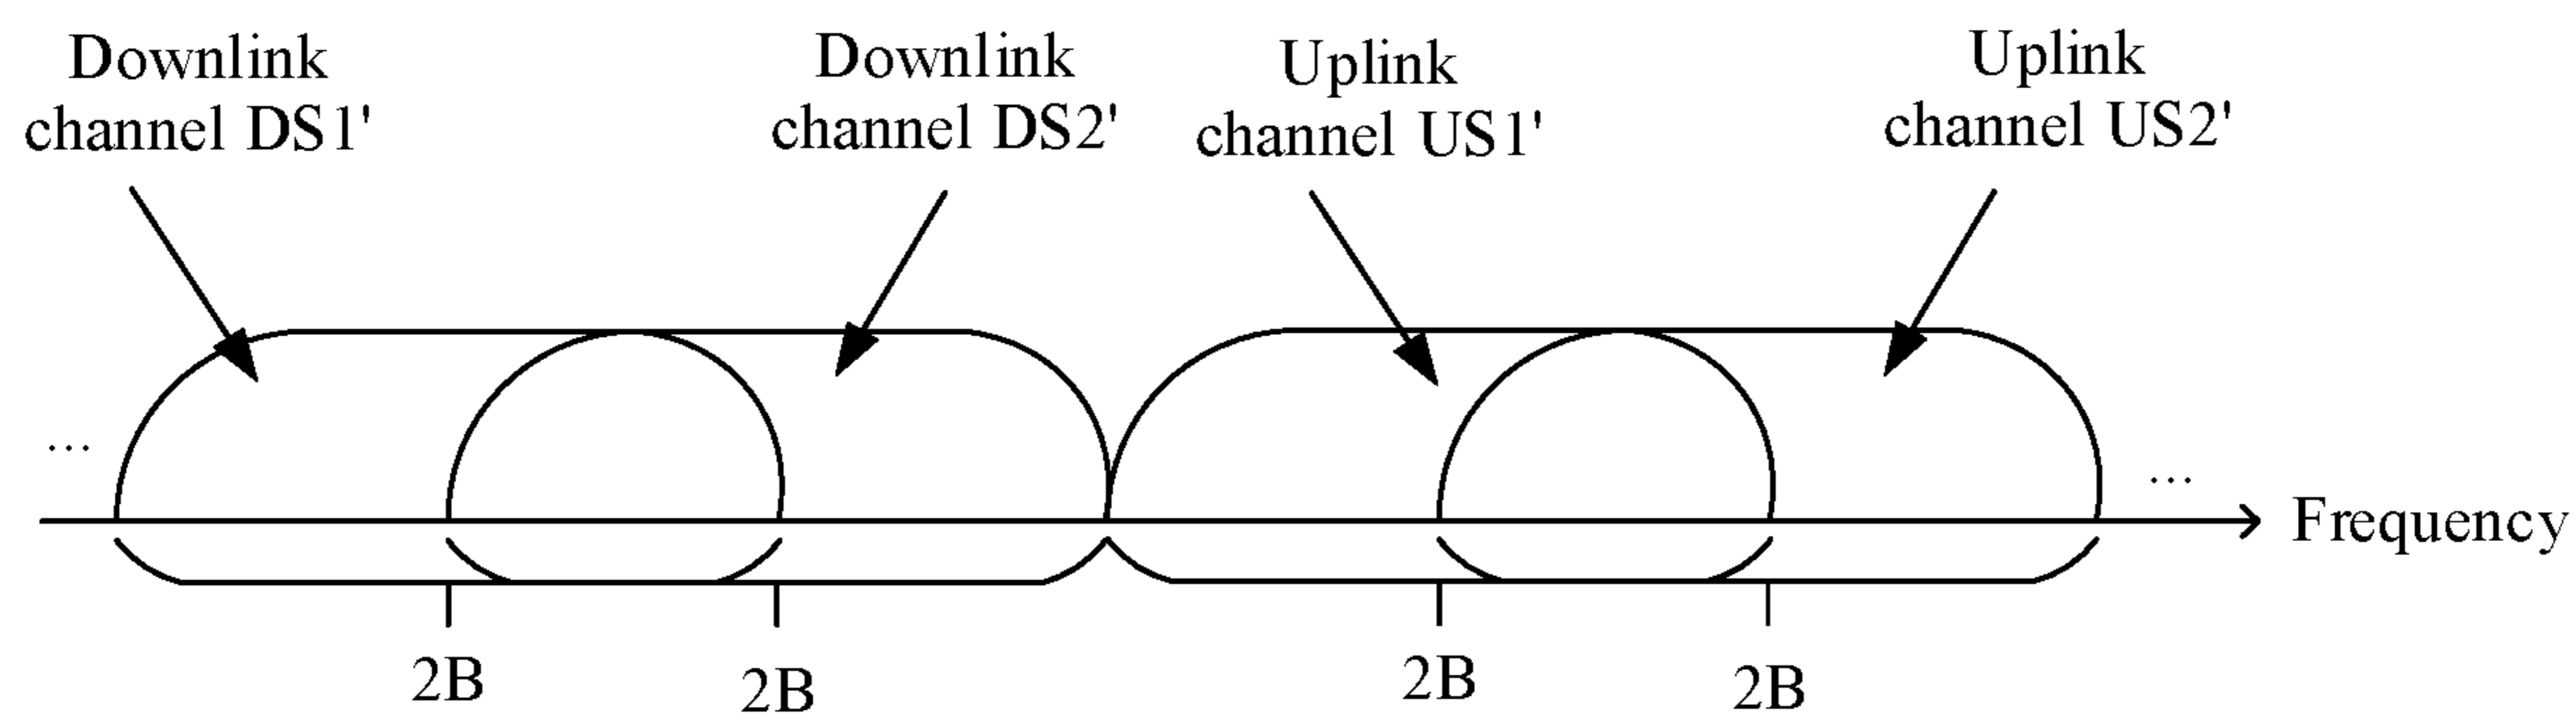 Downlink
channel DS1'
Downlink
channel DS2'
Uplink
channel US1'
Uplink
channel US2'
...
...
Frequency
2B
2B
2B
2B